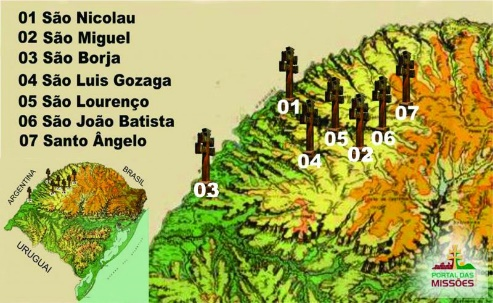 01 São Nicolau
02 São Miguel
03 São Borja
04 São Luis Gozaga
05 São Lourenço
06 São João Batista
07 Santo Ângelo
01
02
03
04
05
06
07
ARGENTINA
BRASIL
URUGUAI
PORTAL DAS
MISSÕES